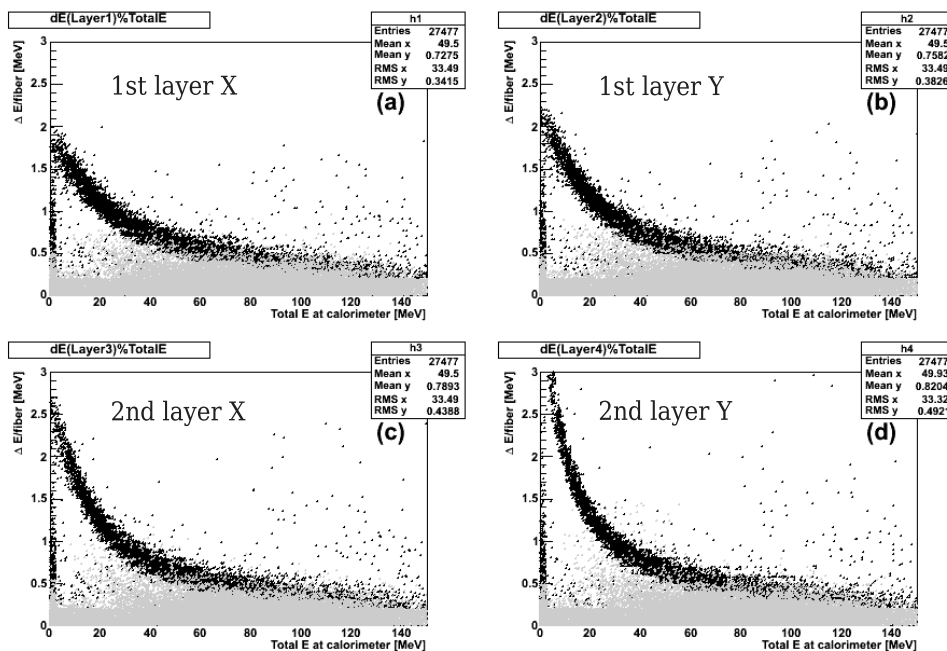 dE(Layer1)%TotalE
h1
Entries 27477
Mean x 49.5
Mean y 0.7275
RMS x 33.49
RMS y 0.3415
Δ E/fiber [MeV]
3
2.5
2
1.5
1
0.5
0
1st layer X
(a)
0 20 40 60 80 100 120 140
Total E at calorimeter [MeV]
dE(Layer2)%TotalE
h2
Entries 27477
Mean x 49.5
Mean y 0.7582
RMS x 33.49
RMS y 0.3826
Δ E/fiber [MeV]
3
2.5
2
1.5
1
0.5
0
1st layer Y
(b)
0 20 40 60 80 100 120 140
Total E at calorimeter [MeV]
dE(Layer3)%TotalE
h3
Entries 27477
Mean x 49.5
Mean y 0.7893
RMS x 33.49
RMS y 0.4388
Δ E/fiber [MeV]
3
2.5
2
1.5
1
0.5
0
2nd layer X
(c)
0 20 40 60 80 100 120 140
Total E at calorimeter [MeV]
dE(Layer4)%TotalE
h4
Entries 27477
Mean x 49.93
Mean y 0.8204
RMS x 33.32
RMS y 0.4921
Δ E/fiber [MeV]
3
2.5
2
1.5
1
0.5
0
2nd layer Y
(d)
0 20 40 60 80 100 120 140
Total E at calorimeter [MeV]